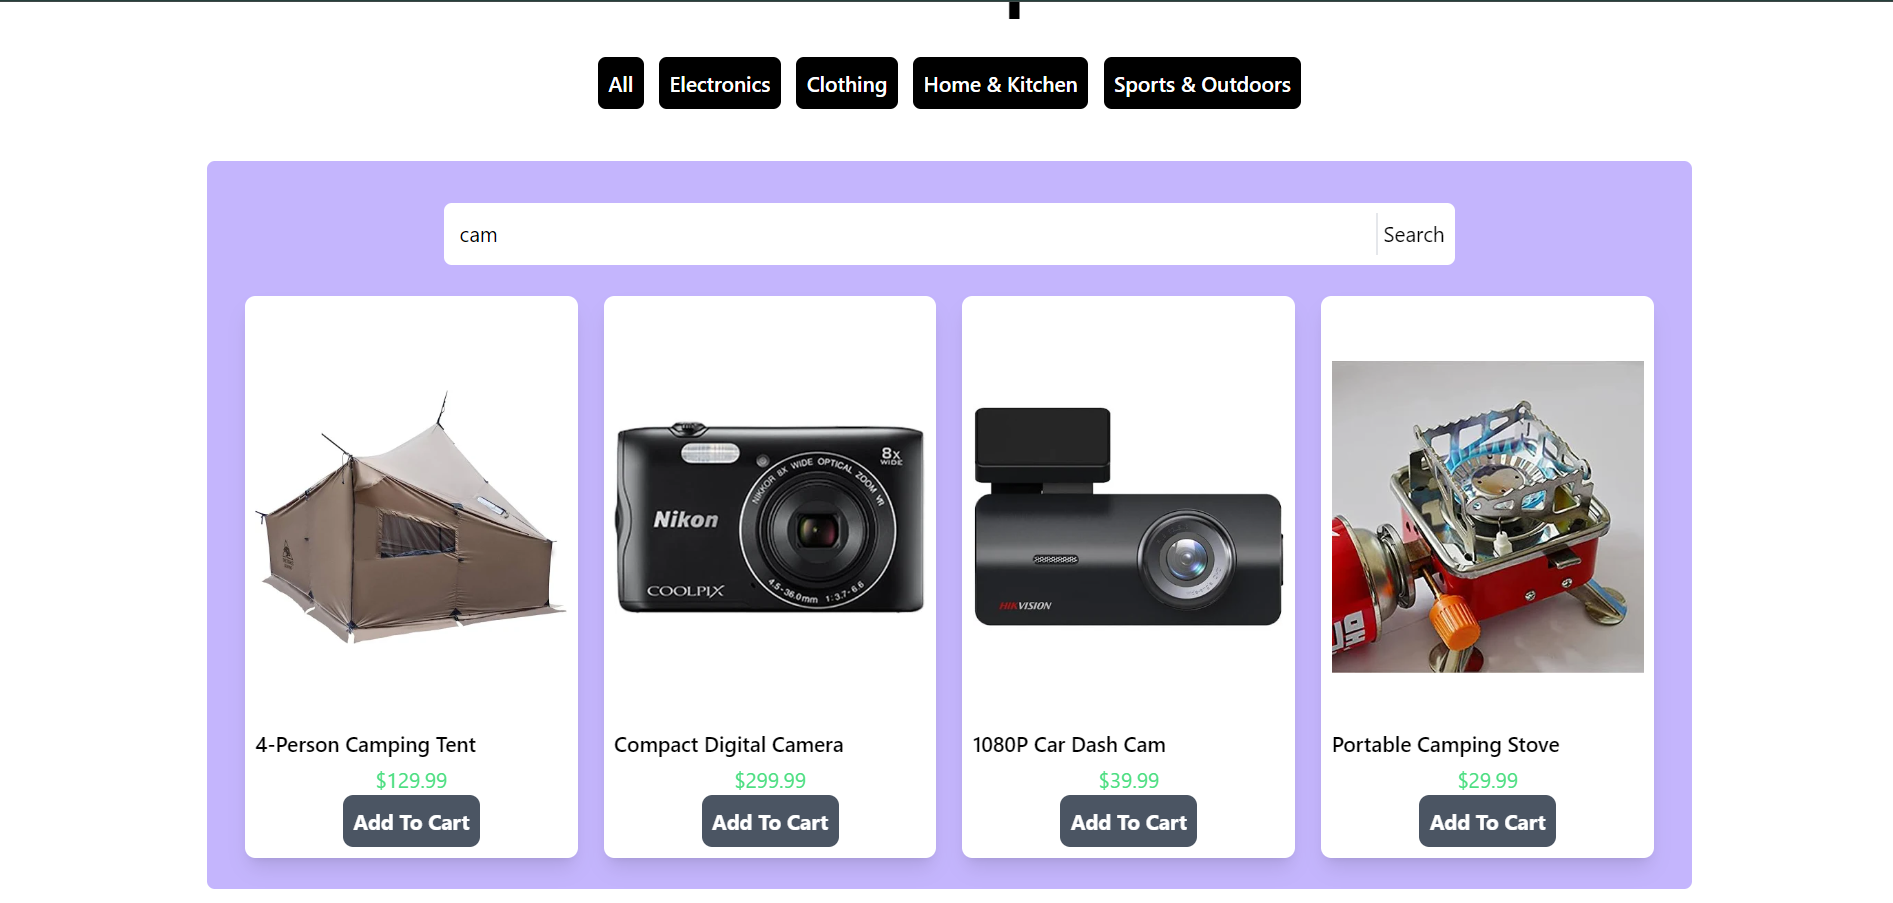 All
Electronics
Clothing
Home & Kitchen
Sports & Outdoors
cam
Search
8x
WIDE
NIKKOR 8X WIDE OPTICAL ZOOM VR
Nikon
COOLPIX
4.5-36.0mm 1:3.7-6.6
HIKVISION
4-Person Camping Tent
$129.99
Add To Cart
Compact Digital Camera
$299.99
Add To Cart
1080P Car Dash Cam
$39.99
Add To Cart
Portable Camping Stove
$29.99
Add To Cart